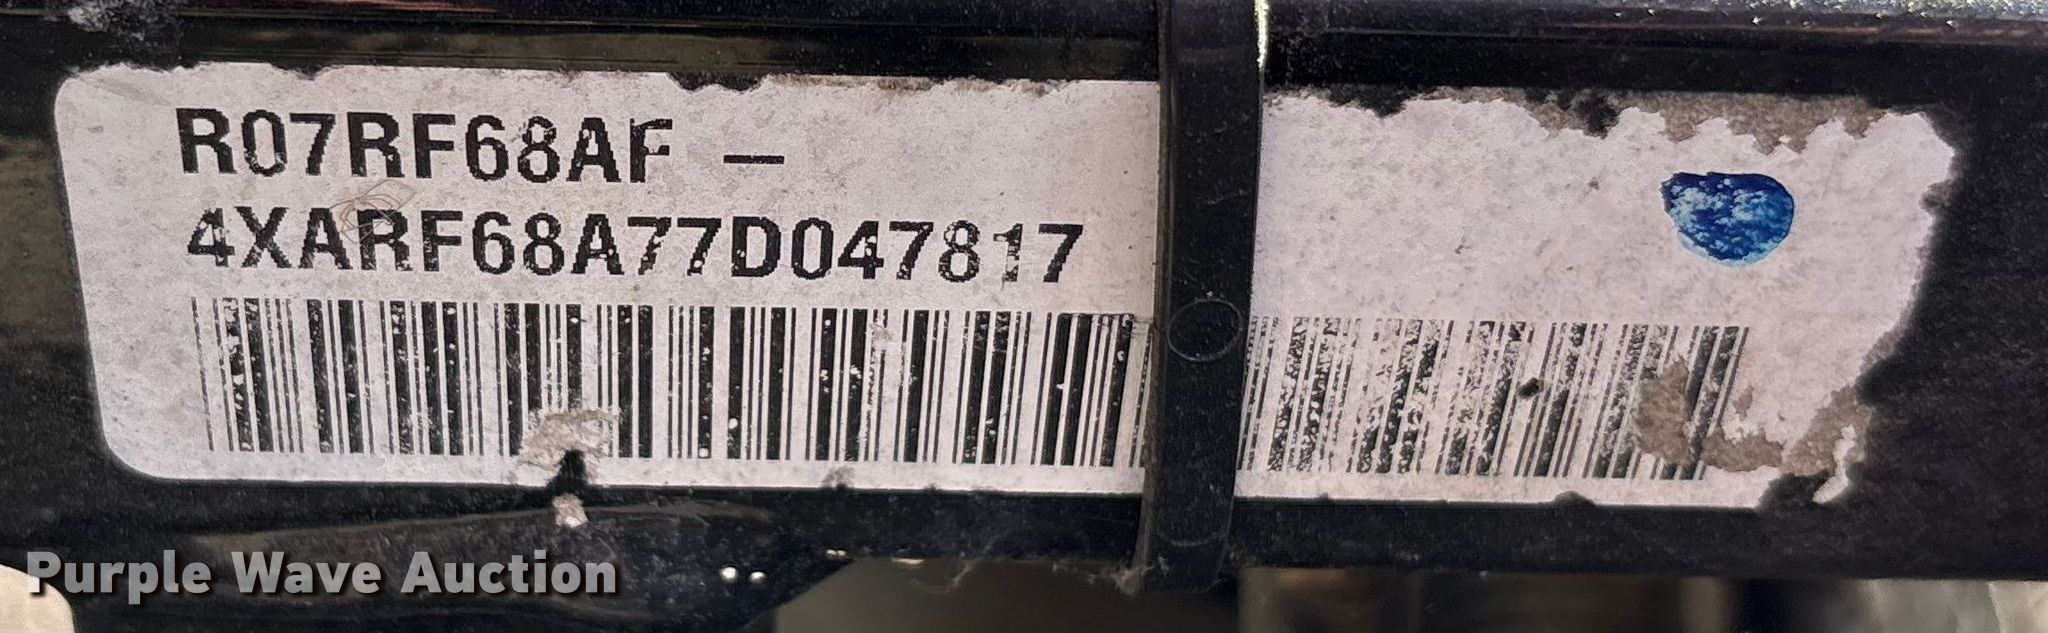 R07RF68AF –
4XARF68A77D047817
Purple Wave Auction